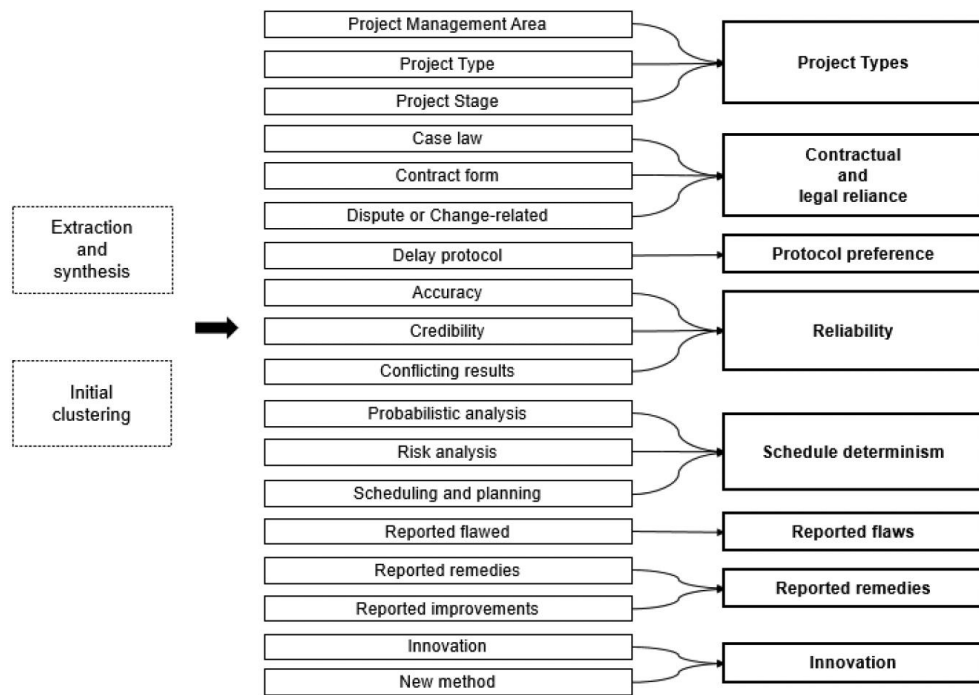 Extraction
and
synthesis
Initial
clustering
Project Management Area
Project Type
Project Stage
Case law
Contract form
Dispute or Change-related
Delay protocol
Accuracy
Credibility
Conflicting results
Probabilistic analysis
Risk analysis
Scheduling and planning
Reported flawed
Reported remedies
Reported improvements
Innovation
New method
Project Types
Contractual
and
legal reliance
Protocol preference
Reliability
Schedule determinism
Reported flaws
Reported remedies
Innovation